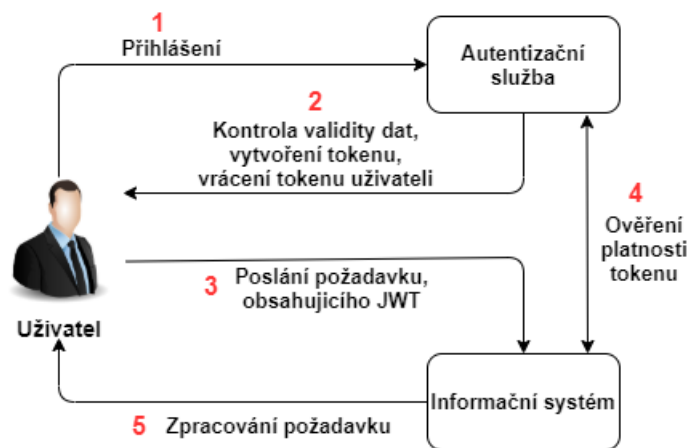 1
Přihlášení
Autentizační
služba
2
Kontrola validity dat,
vytvoření tokenu,
vrácení tokenu uživateli
4
Ověření
platnosti
tokenu
3
Poslání požadavku,
obsahujicího JWT
Uživatel
Informační systém
5 Zpracování požadavku